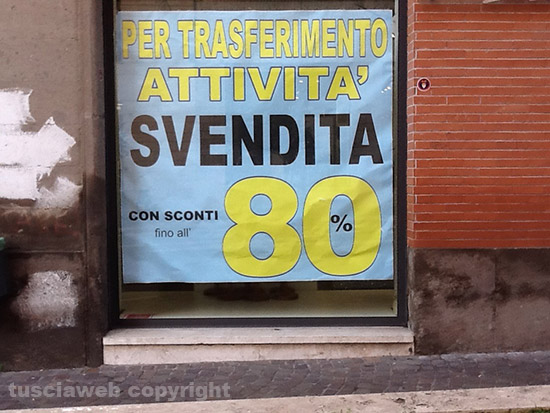 PER TRASFERIMENTO
ATTIVITA'
SVENDITA
CON SCONTI
fino all'
80%
tusciaweb copyright